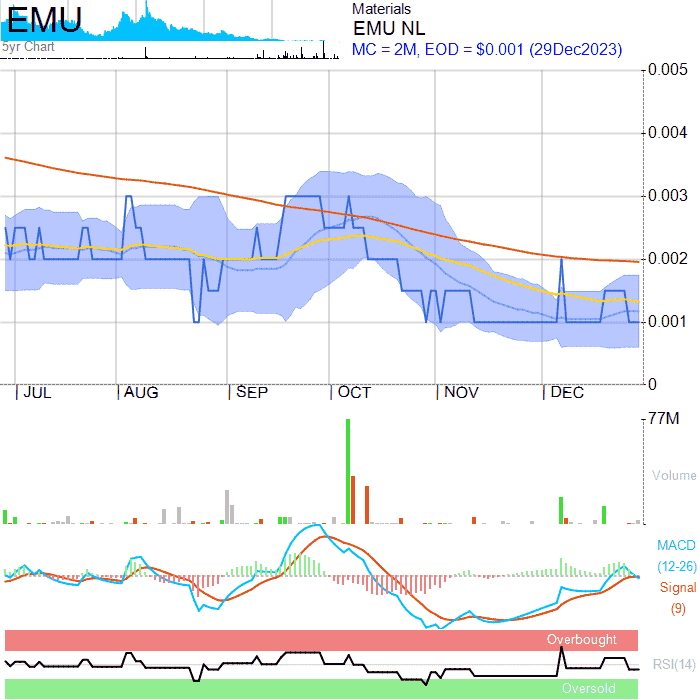 EMU
5yr Chart
Materials
EMU NL
MC = 2M, EOD = $0.001 (29Dec2023)
0.005
0.004
0.003
0.002
0.001
0
JUL AUG SEP OCT NOV DEC
77M
Volume
MACD
(12-26)
Signal
(9)
Overbought
RSI(14)
Oversold